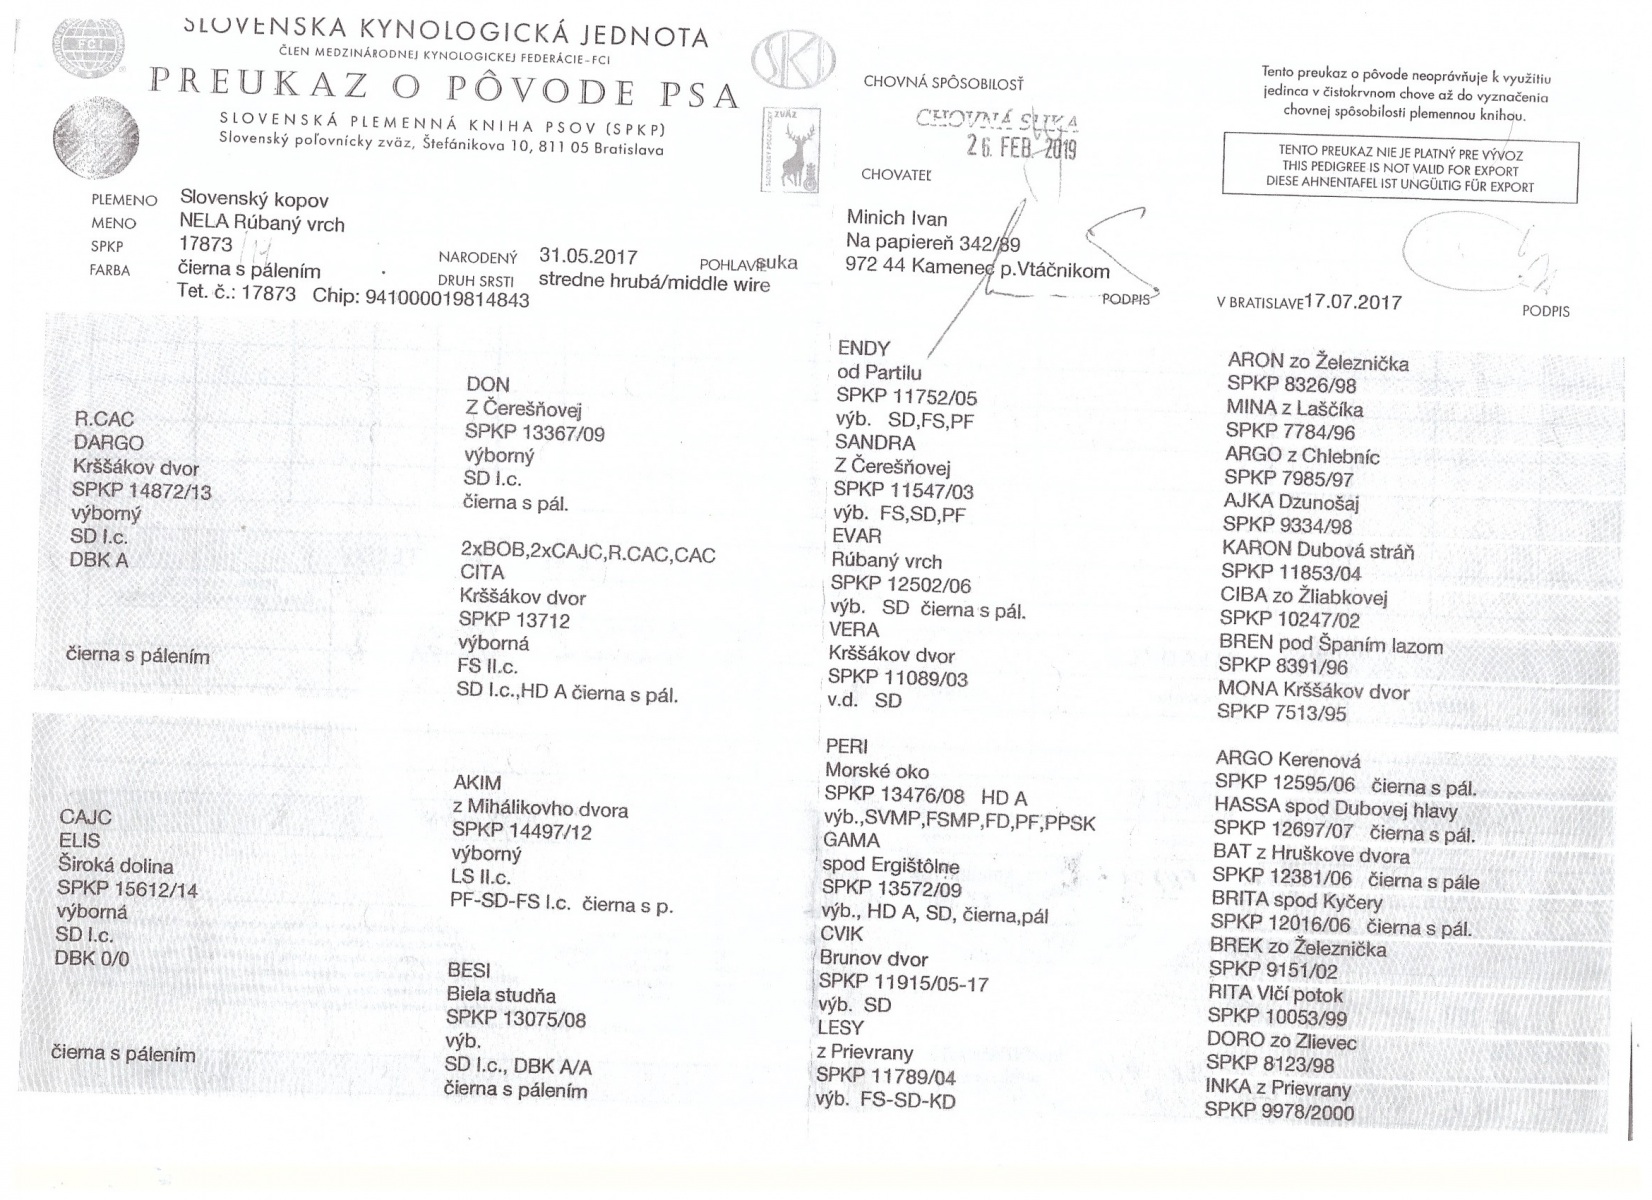 SLOVENSKÁ KYNOLOGICKÁ JEDNOTA
ČLEN MEDZINÁRODNEJ KYNOLOGICKEJ FEDERÁCIE-FCI
PREUKAZ O PÔVODE PSA
SLOVENSKÁ PLEMENNÁ KNIHA PSOV (SPKP)
Slovenský poľovnícky zväz, Štefánikova 10, 811 05 Bratislava
FCI
SKJ
ZVÄZ
PLEMENO Slovenský kopov
MENO NELA Rúbaný vrch
SPKP 17873
FARBA čierna s pálením
Tet. č.: 17873 Chip: 941000019814843
NARODENÝ 31.05.2017 POHLAVIE suka
DRUH SRSTI stredne hrubá/middle wire
CHOVNÁ SPÔSOBILOSŤ
CHOVNÁ SUKA
26. FEB. 2019
CHOVATEĽ
Minich Ivan
Na papiereň 342/89
972 44 Kamenec p.Vtáčnikom
PODPIS
Tento preukaz o pôvode neoprávňuje k využitiu
jedinca v čistokrvnom chove až do vyznačenia
chovnej spôsobilosti plemennou knihou.
TENTO PREUKAZ NIE JE PLATNÝ PRE VÝVOZ
THIS PEDIGREE IS NOT VALID FOR EXPORT
DIESE AHNENTAFEL IST UNGÜLTIG FÜR EXPORT
V BRATISLAVE 17.07.2017
PODPIS
R.CAC
DARGO
Krššákov dvor
SPKP 14872/13
výborný
SD I.c.
DBK A
čierna s pálením
CAJC
ELIS
Široká dolina
SPKP 15612/14
výborná
SD I.c.
DBK 0/0
čierna s pálením
DON
Z Čerešňovej
SPKP 13367/09
výborný
SD I.c.
čierna s pál.
2xBOB,2xCAJC,R.CAC,CAC
CITA
Krššákov dvor
SPKP 13712
výborná
FS II.c.
SD I.c.,HD A čierna s pál.
AKIM
z Mihálikovho dvora
SPKP 14497/12
výborný
LS II.c.
PF-SD-FS I.c. čierna s p.
BESI
Biela studňa
SPKP 13075/08
výb.
SD I.c., DBK A/A
čierna s pálením
ENDY
od Partilu
SPKP 11752/05
výb. SD,FS,PF
SANDRA
Z Čerešňovej
SPKP 11547/03
výb. FS,SD,PF
EVAR
Rúbaný vrch
SPKP 12502/06
výb. SD čierna s pál.
VERA
Krššákov dvor
SPKP 11089/03
v.d. SD
PERI
Morské oko
SPKP 13476/08 HD A
výb.,SVMP,FSMP,FD,PF,PPSK
GAMA
spod Ergištôlne
SPKP 13572/09
výb., HD A, SD, čierna,pál
CVIK
Brunov dvor
SPKP 11915/05-17
výb. SD
LESY
z Prievrany
SPKP 11789/04
výb. FS-SD-KD
ARON zo Železnička
SPKP 8326/98
MINA z Laščíka
SPKP 7784/96
ARGO z Chlebníc
SPKP 7985/97
AJKA Dzunošaj
SPKP 9334/98
KARON Dubová stráň
SPKP 11853/04
CIBA zo Žliabkovej
SPKP 10247/02
BREN pod Španím lazom
SPKP 8391/96
MONA Krššákov dvor
SPKP 7513/95
ARGO Kerenová
SPKP 12595/06 čierna s pál.
HASSA spod Dubovej hlavy
SPKP 12697/07 čierna s pál.
BAT z Hruškove dvora
SPKP 12381/06 čierna s pále
BRITA spod Kyčery
SPKP 12016/06 čierna s pál.
BREK zo Železnička
SPKP 9151/02
RITA Vlčí potok
SPKP 10053/99
DORO zo Zlievec
SPKP 8123/98
INKA z Prievrany
SPKP 9978/2000